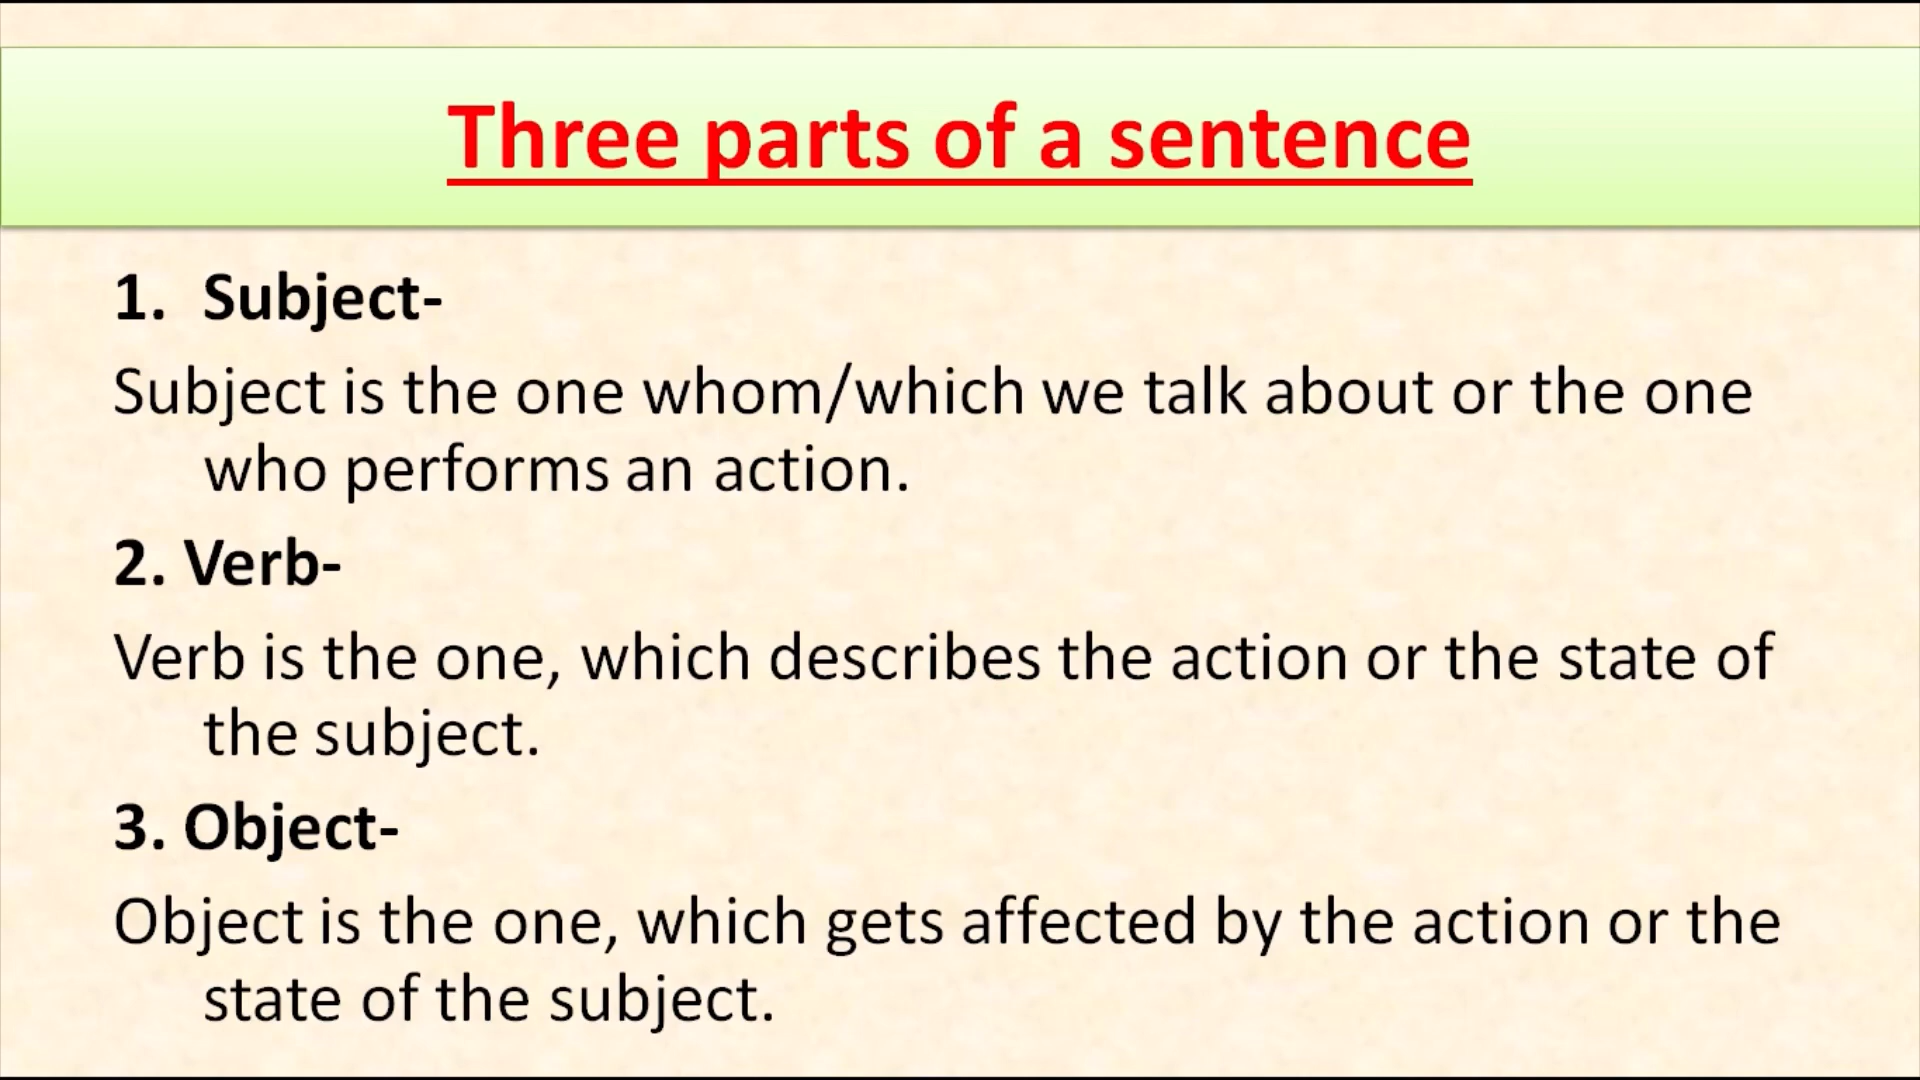 Three parts of a sentence
1. Subject-
Subject is the one whom/which we talk about or the one
who performs an action.
2. Verb-
Verb is the one, which describes the action or the state of
the subject.
3. Object-
Object is the one, which gets affected by the action or the
state of the subject.